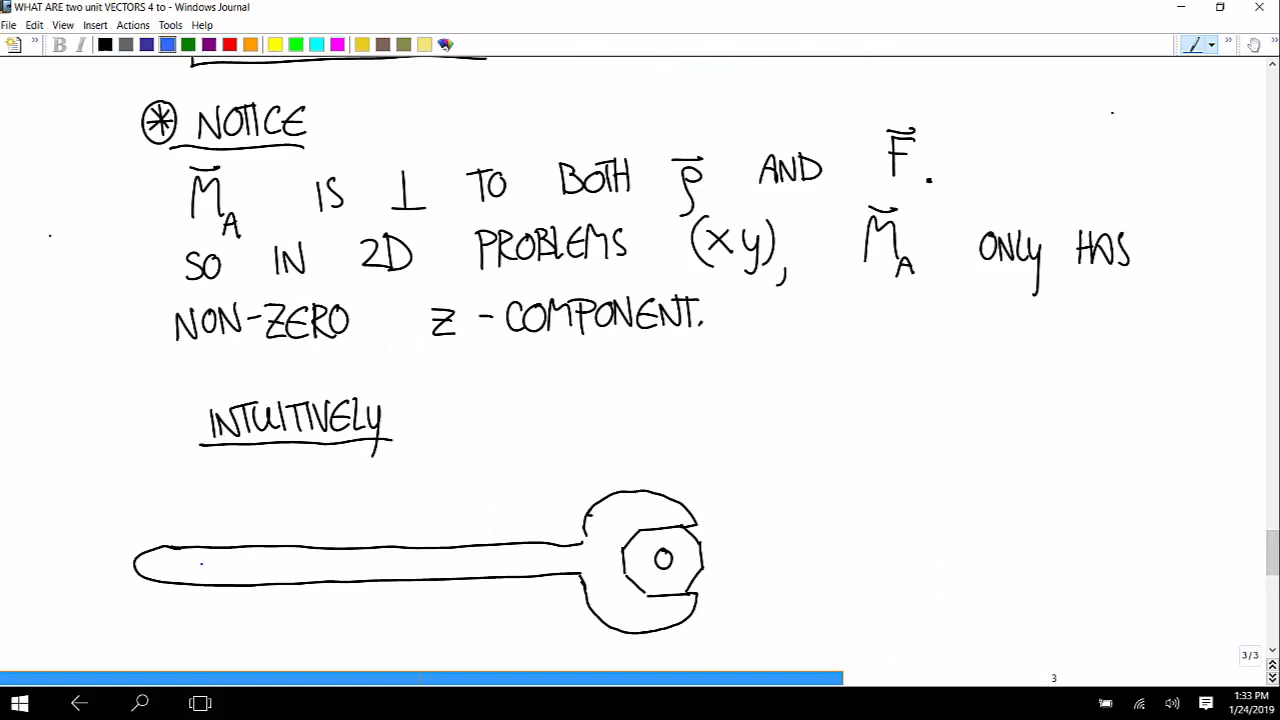 WHAT ARE two unit VECTORS 4 to - Windows Journal
File Edit View Insert Actions Tools Help
B I
NOTICE
M⃗A IS ⊥ TO BOTH ρ⃗ AND F⃗.
SO IN 2D PROBLEMS (xy), M⃗A ONLY HAS
NON-ZERO z-COMPONENT.
INTUITIVELY
3/3
3
1:33 PM
1/24/2019